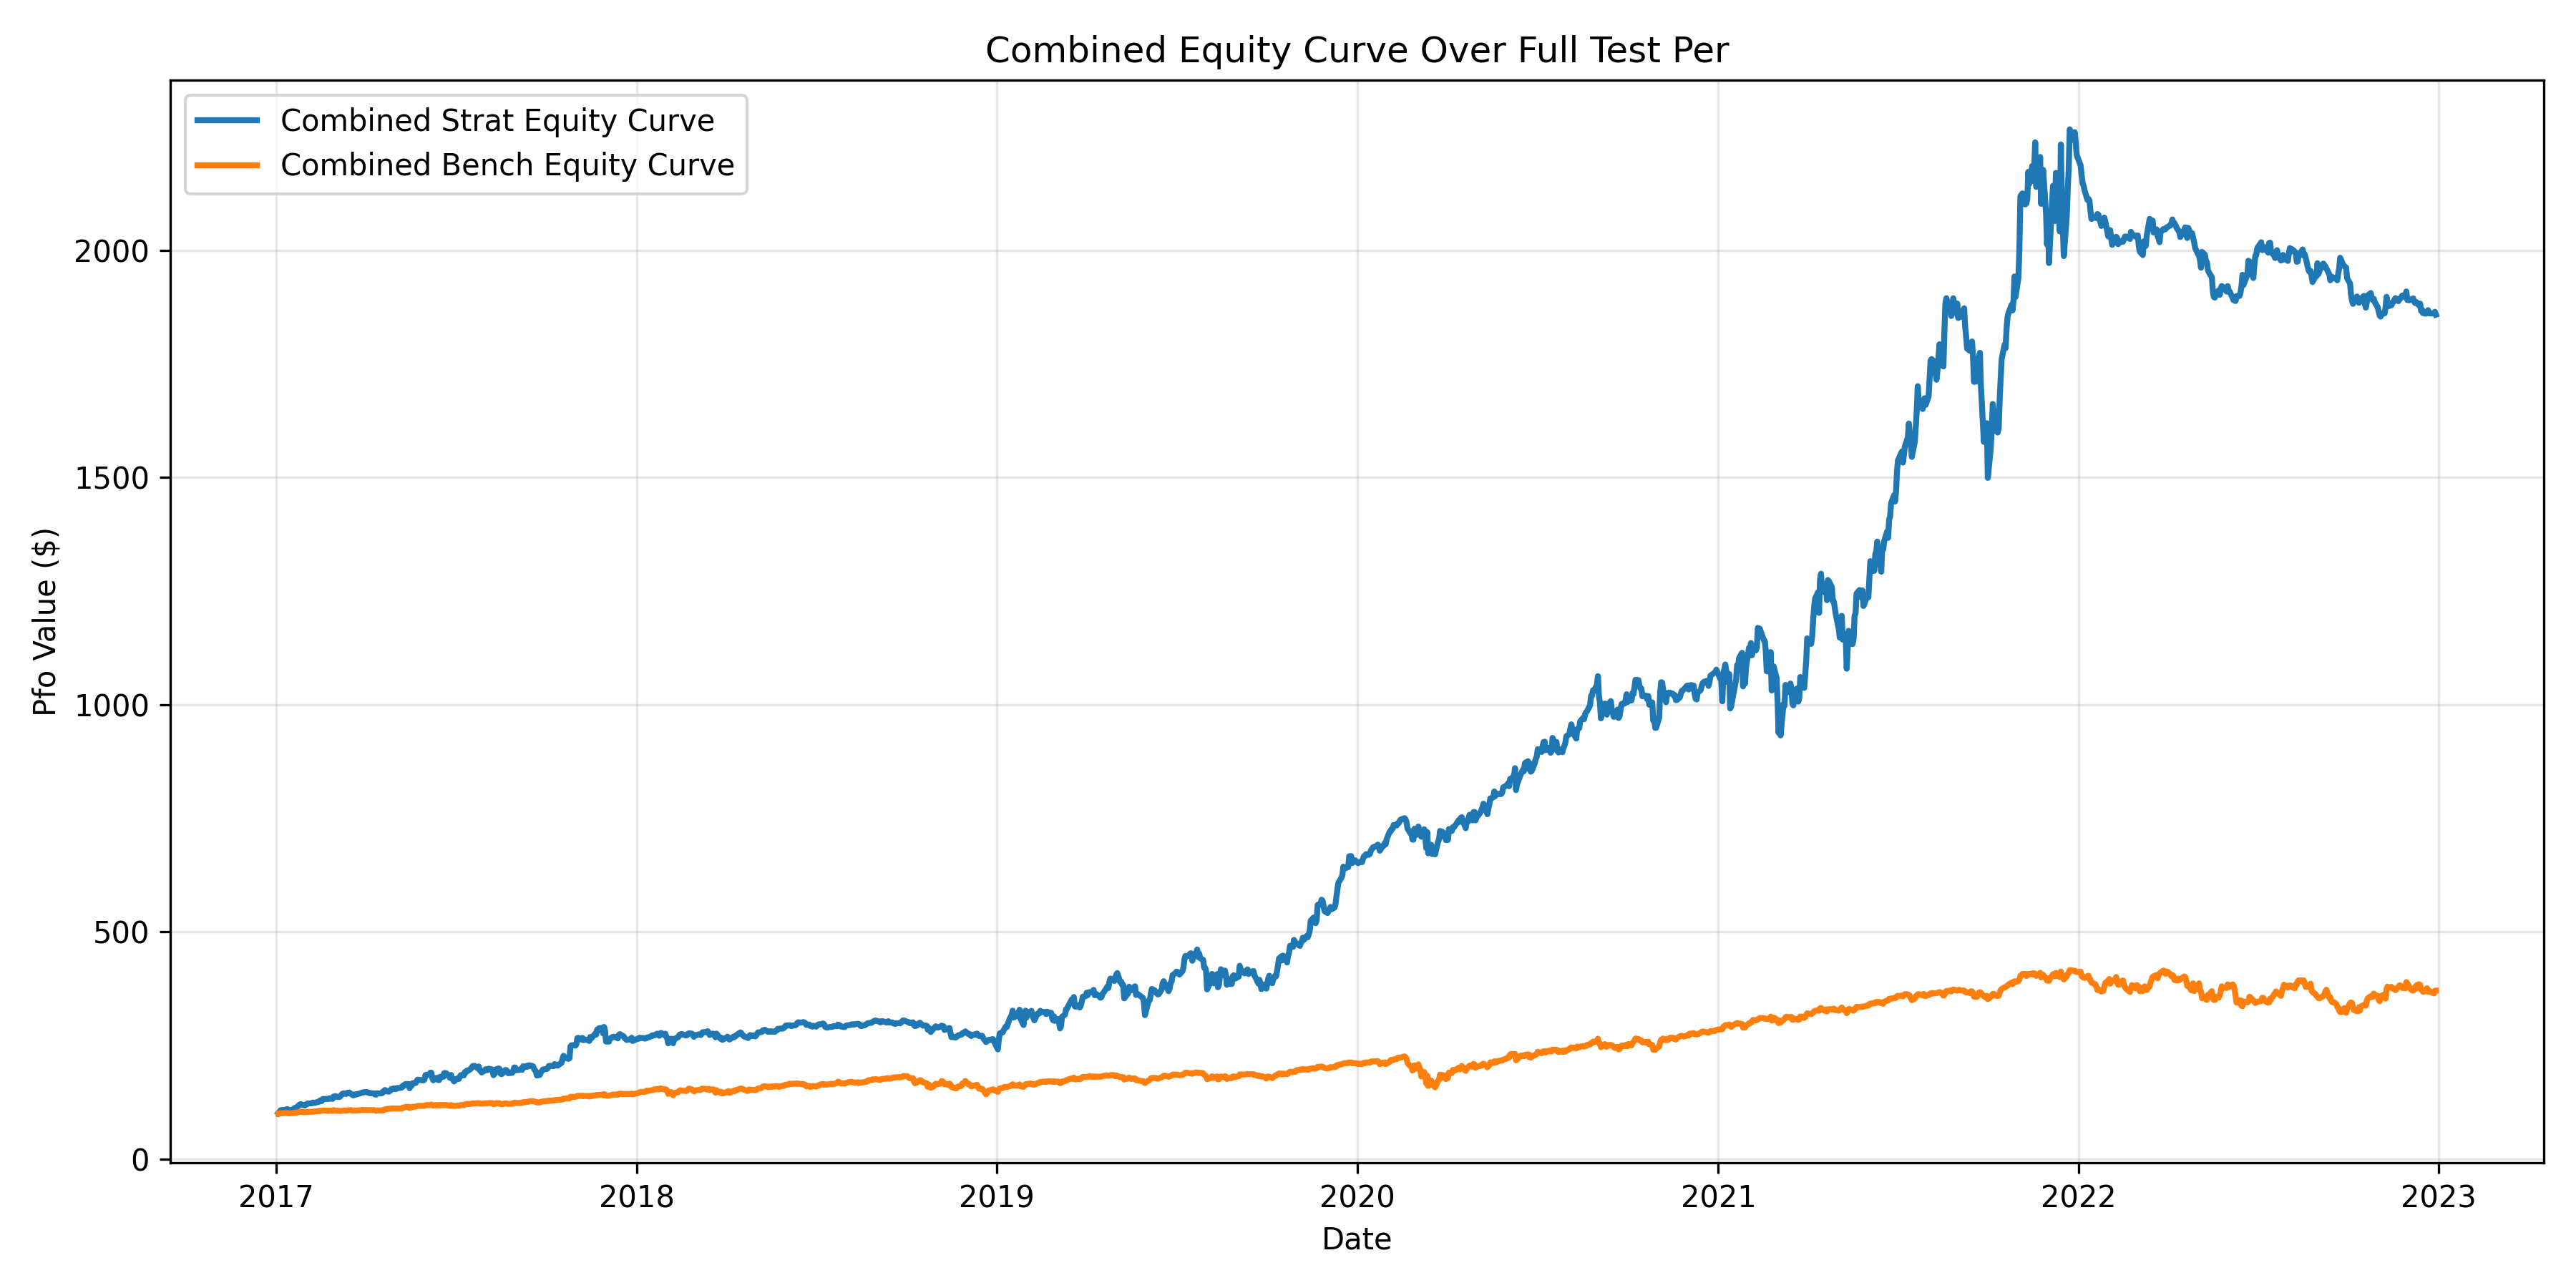 Combined Equity Curve Over Full Test Per
Combined Strat Equity Curve
Combined Bench Equity Curve
Pfo Value ($)
2000
1500
1000
500
0
2017 2018 2019 2020 2021 2022 2023
Date